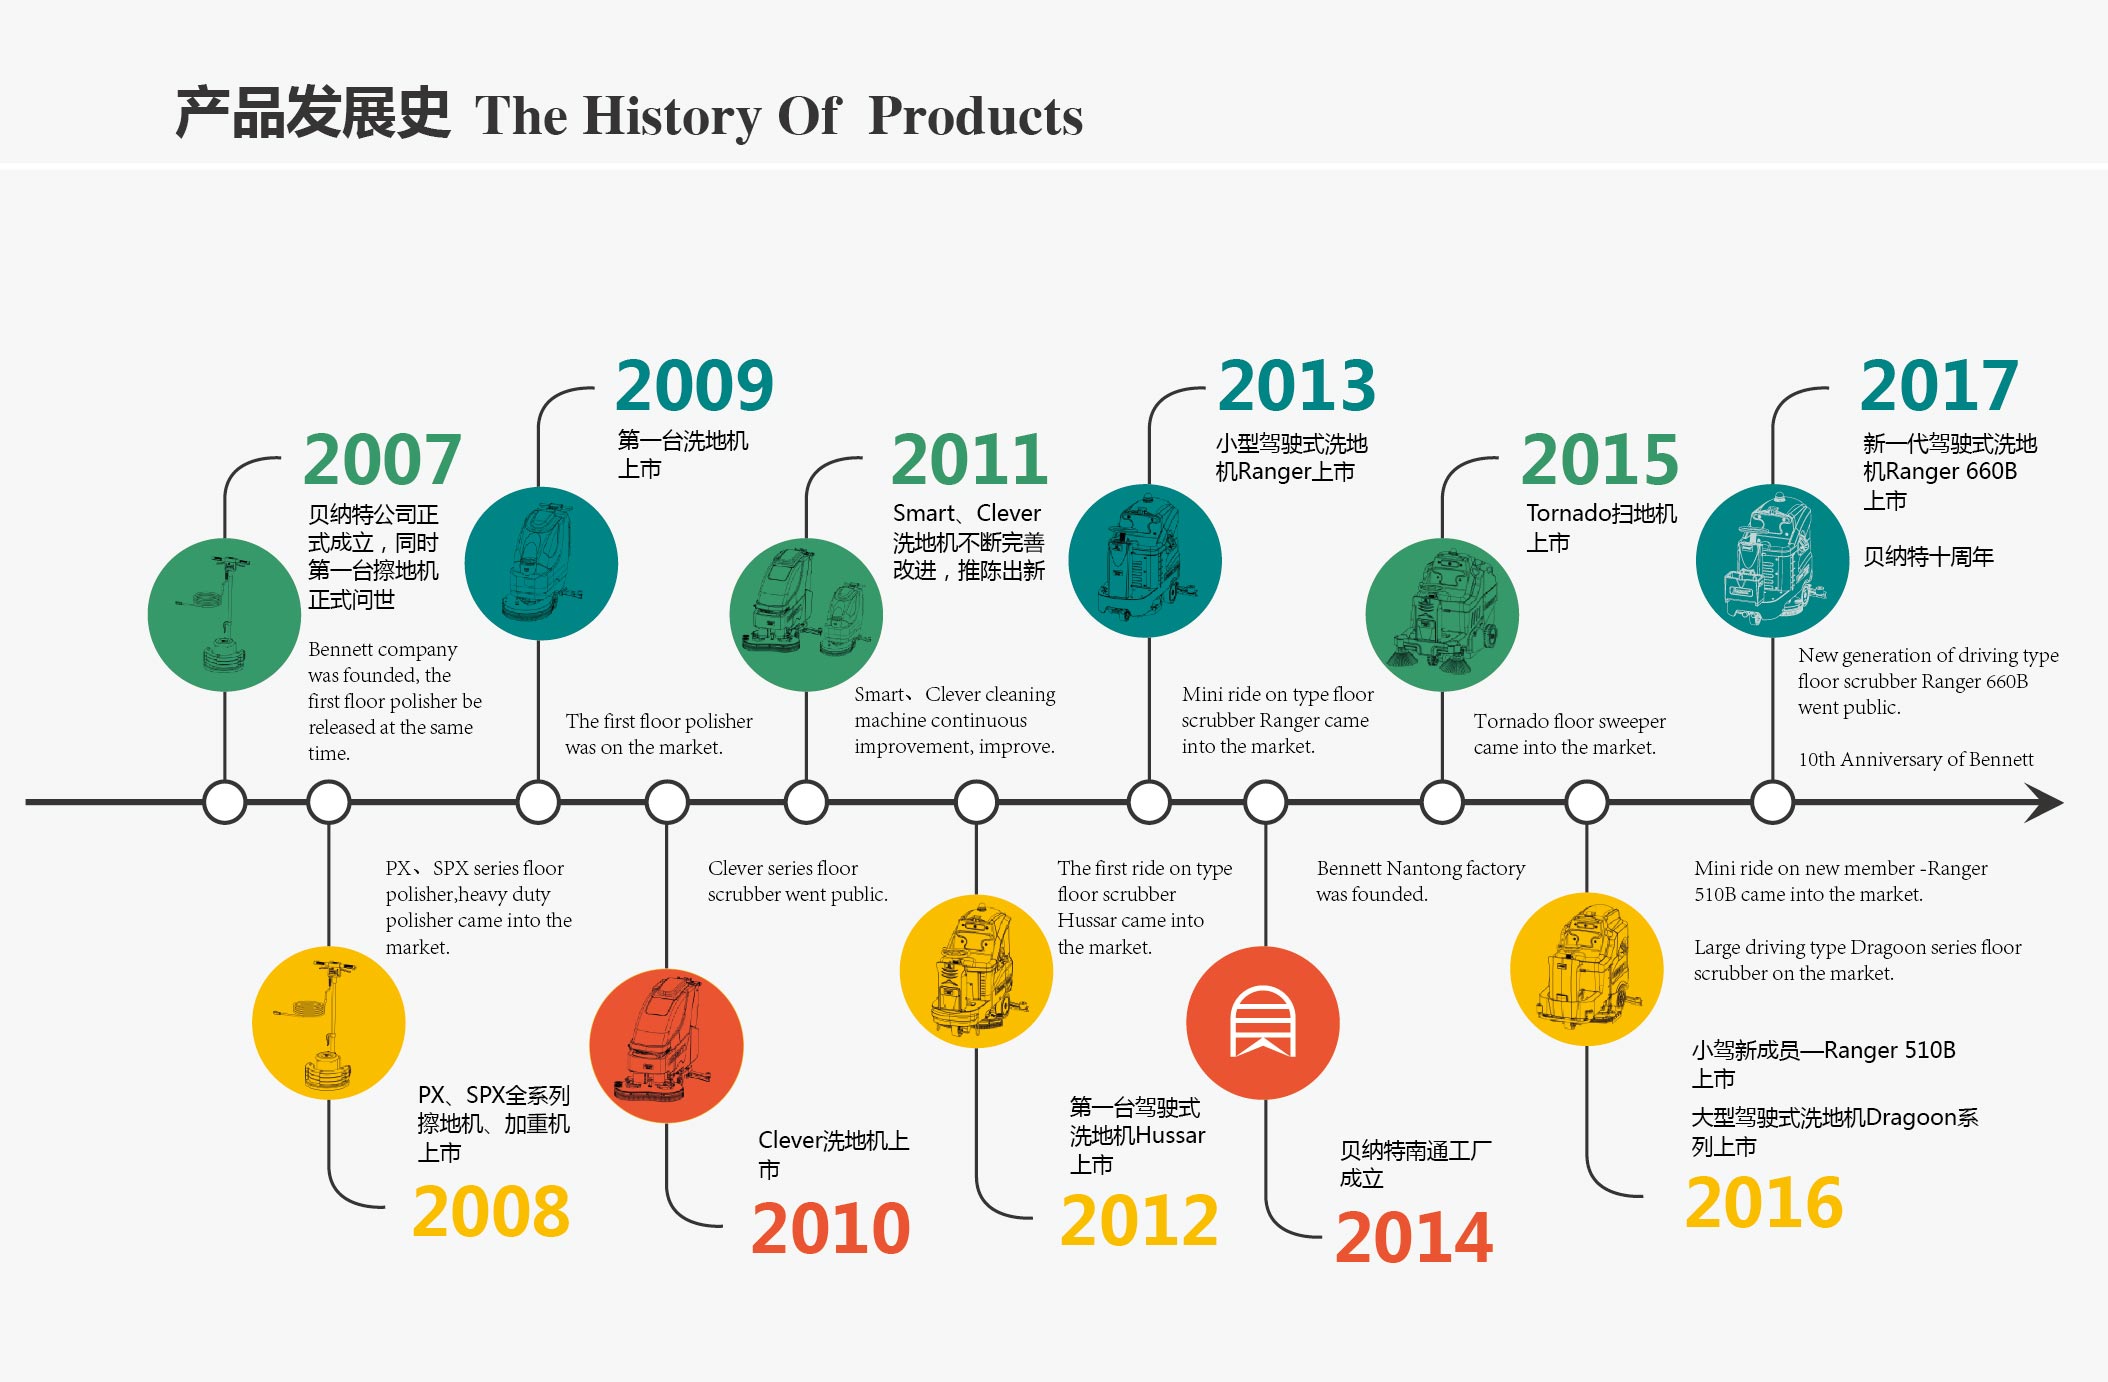 产品发展史 The History Of Products
2007
贝纳特公司正
式成立，同时
第一台擦地机
正式问世
Bennett company
was founded, the
first floor polisher be
released at the same
time.
PX、SPX series floor
polisher,heavy duty
polisher came into the
market.
PX、SPX全系列
擦地机、加重机
上市
2008
2009
第一台洗地机
上市
The first floor polisher
was on the market.
Clever series floor
scrubber went public.
Clever洗地机上
市
2010
2011
Smart、Clever
洗地机不断完善
改进，推陈出新
Smart、Clever cleaning
machine continuous
improvement, improve.
The first ride on type
floor scrubber
Hussar came into
the market.
第一台驾驶式
洗地机Hussar
上市
2012
2013
小型驾驶式洗地
机Ranger上市
Mini ride on type floor
scrubber Ranger came
into the market.
Bennett Nantong factory
was founded.
贝纳特南通工厂
成立
2014
2015
Tornado扫地机
上市
Tornado floor sweeper
came into the market.
Mini ride on new member -Ranger
510B came into the market.
Large driving type Dragoon series floor
scrubber on the market.
小驾新成员—Ranger 510B
上市
大型驾驶式洗地机Dragoon系
列上市
2016
2017
新一代驾驶式洗地
机Ranger 660B
上市
贝纳特十周年
New generation of driving type
floor scrubber Ranger 660B
went public.
10th Anniversary of Bennett